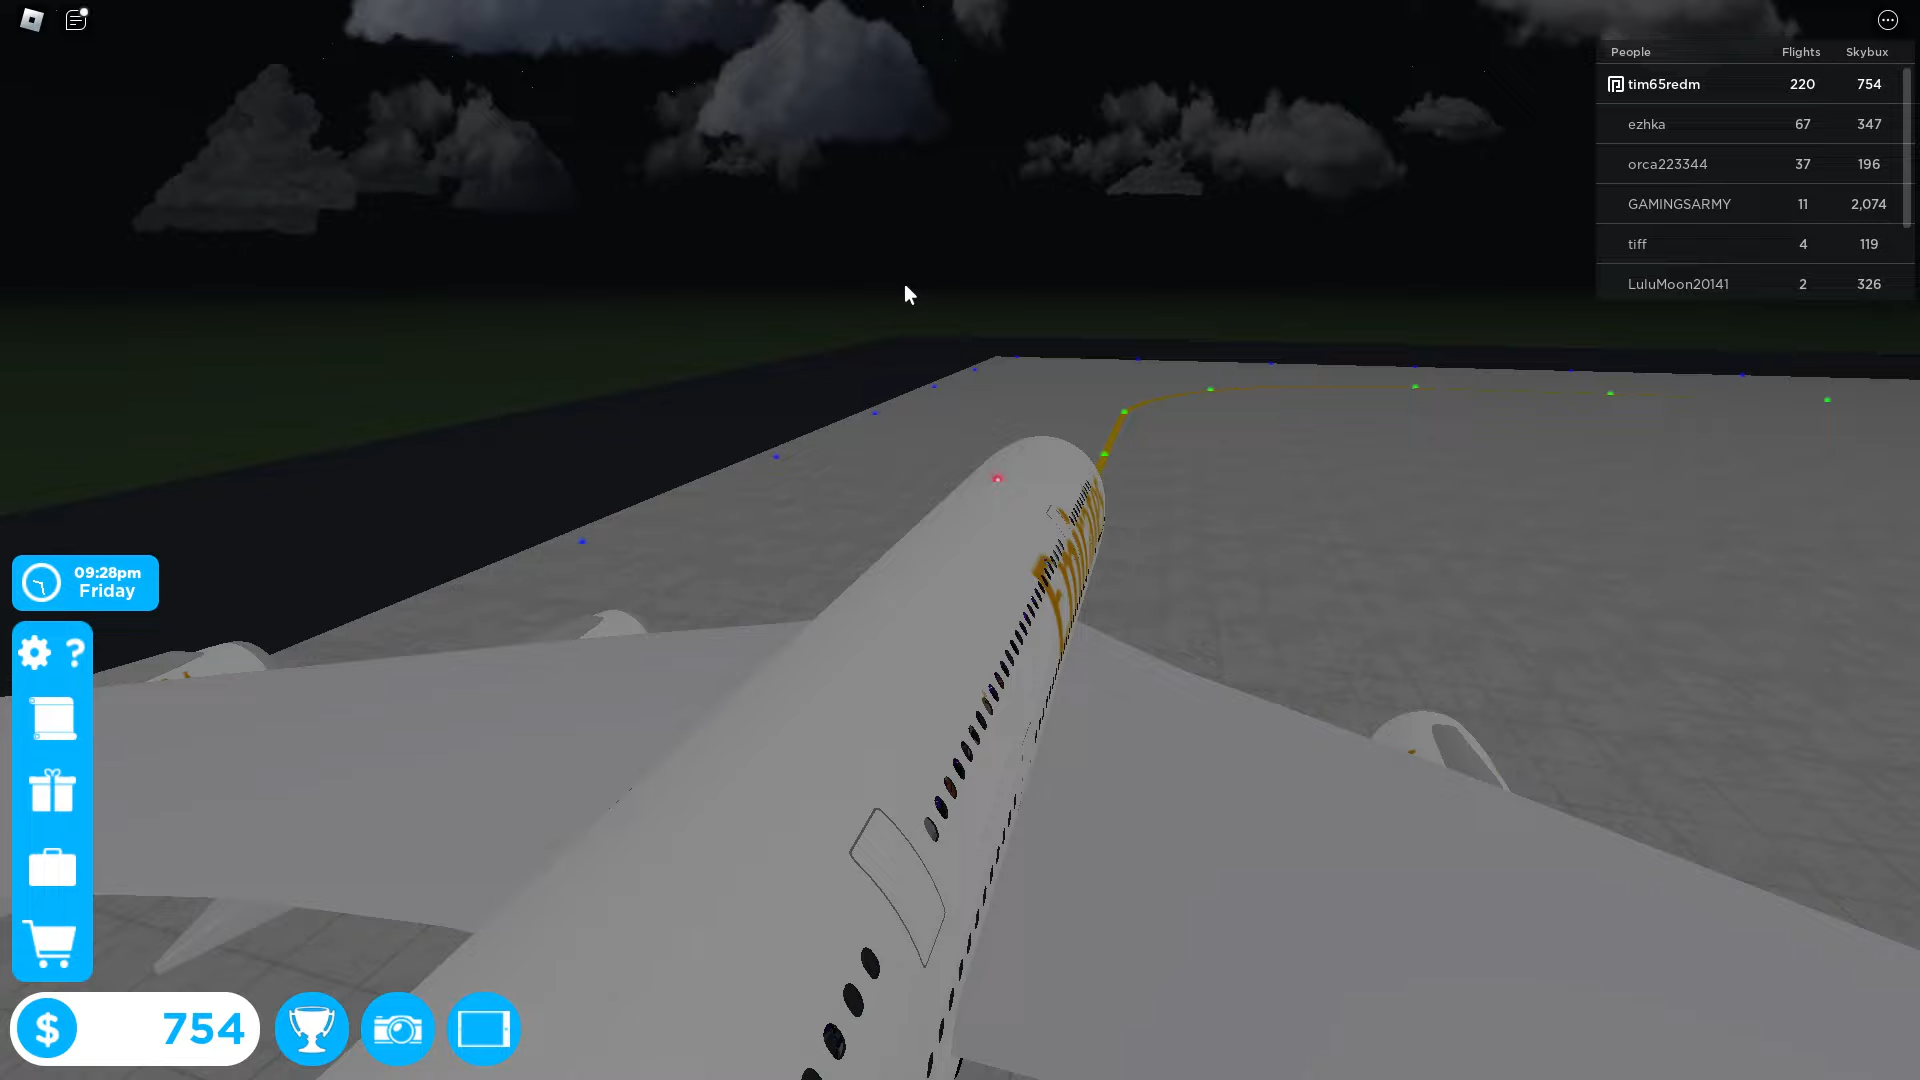 People Flights Skybux
tim65redm 220 754
ezhka 67 347
orca223344 37 196
GAMINGSARMY 11 2,074
tiff 4 119
LuluMoon20141 2 326
09:28pm
Friday
?
$ 754